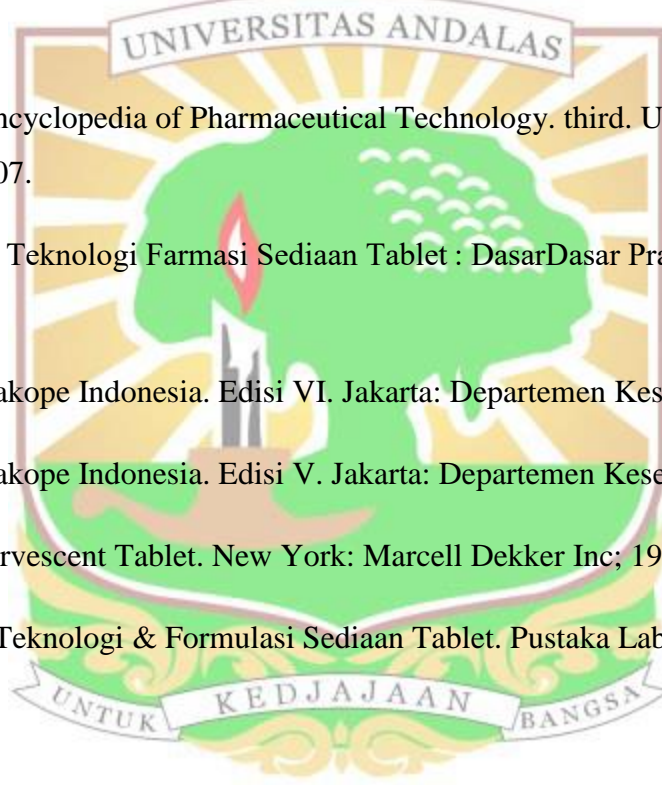 UNIVERSITAS ANDALAS
ncyclopedia of Pharmaceutical Technology. third. U
07.
Teknologi Farmasi Sediaan Tablet : DasarDasar Pra
akope Indonesia. Edisi VI. Jakarta: Departemen Kes
akope Indonesia. Edisi V. Jakarta: Departemen Kese
rvescent Tablet. New York: Marcell Dekker Inc; 19
Teknologi & Formulasi Sediaan Tablet. Pustaka Lab
UNTUK KEDJAJAAN BANGSA